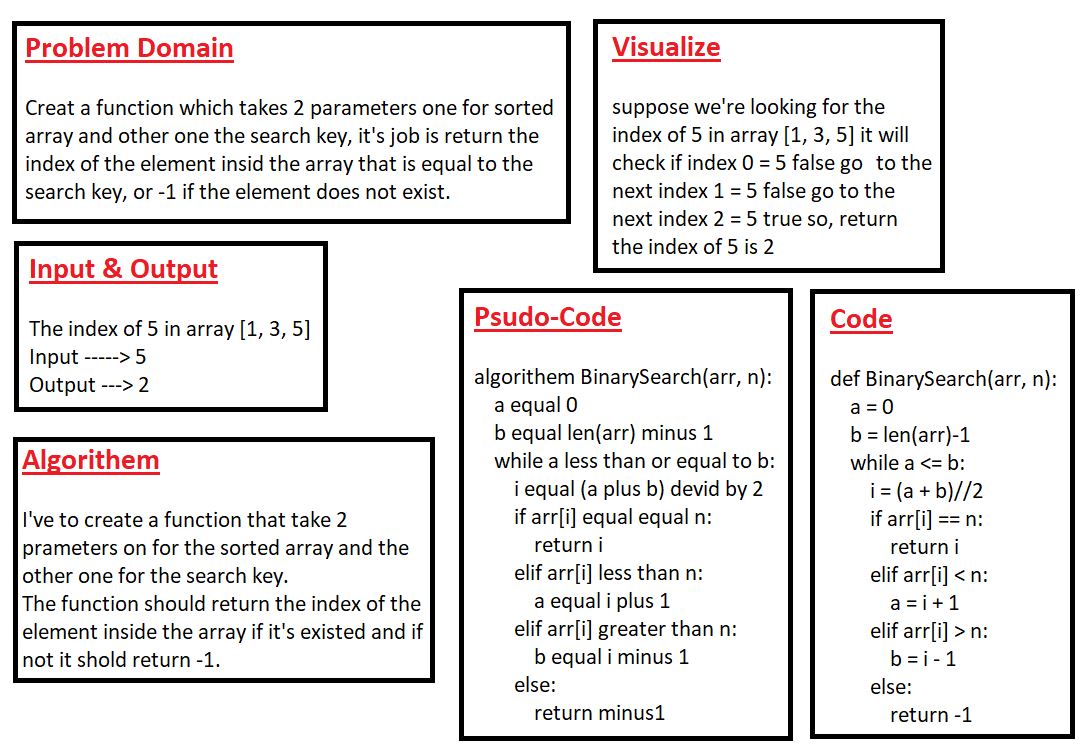 Problem Domain
Creat a function which takes 2 parameters one for sorted
array and other one the search key, it's job is return the
index of the element insid the array that is equal to the
search key, or -1 if the element does not exist.
Visualize
suppose we're looking for the
index of 5 in array [1, 3, 5] it will
check if index 0 = 5 false go to the
next index 1 = 5 false go to the
next index 2 = 5 true so, return
the index of 5 is 2
Input & Output
The index of 5 in array [1, 3, 5]
Input -----> 5
Output ---> 2
Algorithem
I've to create a function that take 2
prameters on for the sorted array and the
other one for the search key.
The function should return the index of the
element inside the array if it's existed and if
not it shold return -1.
Psudo-Code
algorithem BinarySearch(arr, n):
a equal 0
b equal len(arr) minus 1
while a less than or equal to b:
i equal (a plus b) devid by 2
if arr[i] equal equal n:
return i
elif arr[i] less than n:
a equal i plus 1
elif arr[i] greater than n:
b equal i minus 1
else:
return minus1
Code
def BinarySearch(arr, n):
a = 0
b = len(arr)-1
while a <= b:
i = (a + b)//2
if arr[i] == n:
return i
elif arr[i] < n:
a = i + 1
elif arr[i] > n:
b = i - 1
else:
return -1